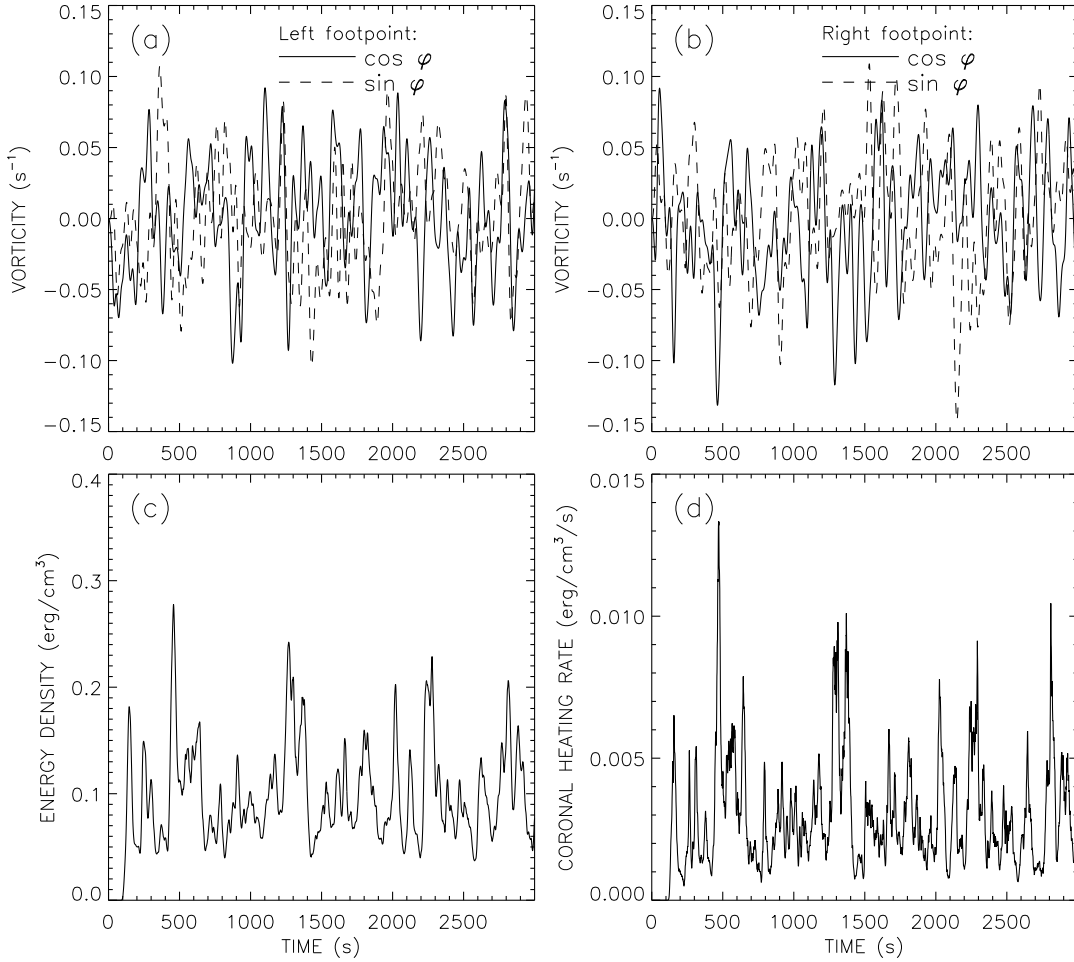 (a)
Left footpoint:
cos φ
sin φ
0.15
0.10
0.05
0.00
−0.05
−0.10
−0.15
VORTICITY (s⁻¹)
0 500 1000 1500 2000 2500
(b)
Right footpoint:
cos φ
sin φ
0.15
0.10
0.05
0.00
−0.05
−0.10
−0.15
VORTICITY (s⁻¹)
0 500 1000 1500 2000 2500
(c)
0.4
0.3
0.2
0.1
0.0
ENERGY DENSITY (erg/cm³)
0 500 1000 1500 2000 2500
TIME (s)
(d)
0.015
0.010
0.005
0.000
CORONAL HEATING RATE (erg/cm³/s)
0 500 1000 1500 2000 2500
TIME (s)